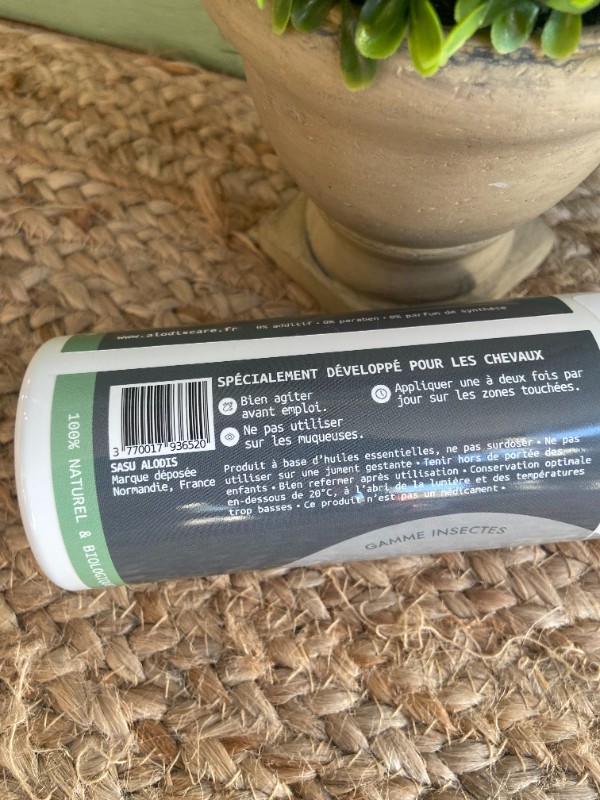 www.alodiscare.fr 0% additif • 0% paraben • 0% parfum de synthèse
SPÉCIALEMENT DÉVELOPPÉ POUR LES CHEVAUX
Bien agiter
avant emploi.
Ne pas utiliser
sur les muqueuses.
Appliquer une à deux fois par
jour sur les zones touchées.
3 770017 936520
SASU ALODIS
Marque déposée
Normandie, France
Produit à base d'huiles essentielles, ne pas surdoser • Ne pas
utiliser sur une jument gestante • Tenir hors de portée des
enfants • Bien refermer après utilisation • Conservation optimale
en-dessous de 20°C, à l'abri de la lumière et des températures
trop basses • Ce produit n'est pas un médicament •
GAMME INSECTES
100% NATUREL &